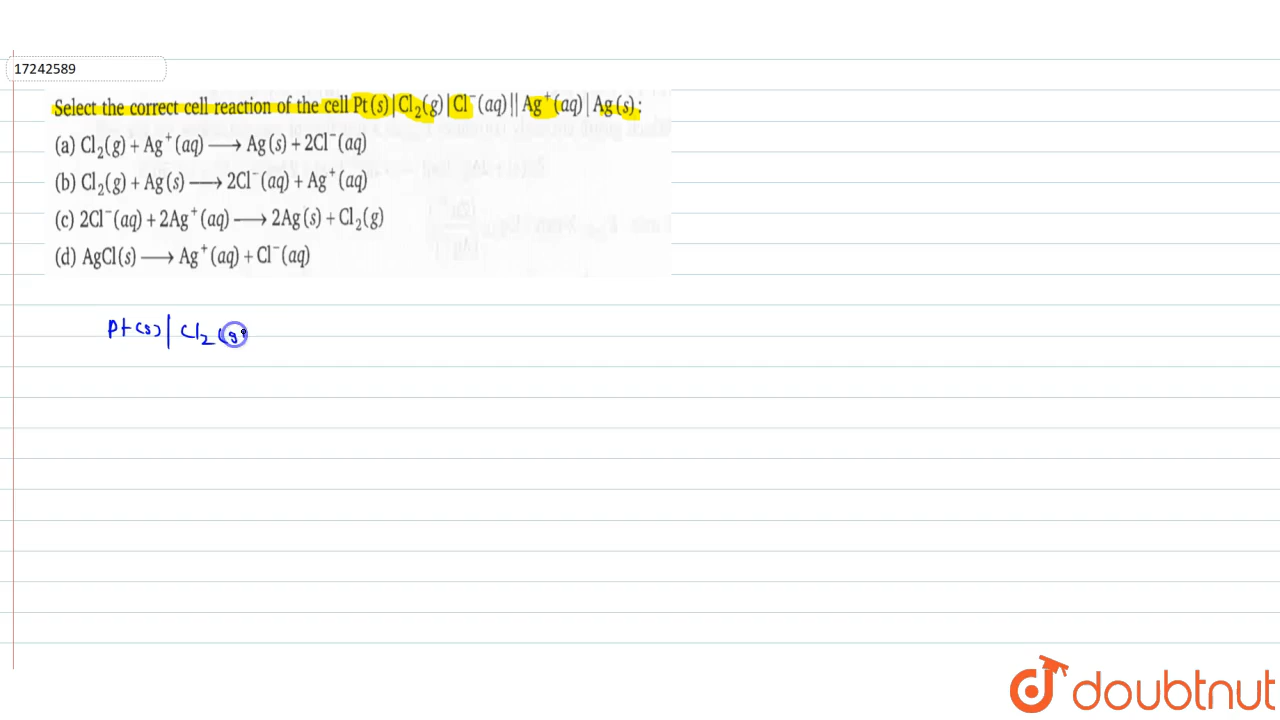 17242589
Select the correct cell reaction of the cell Pt(s)|Cl₂(g)|Cl⁻(aq)||Ag⁺(aq)|Ag(s):
(a) Cl₂(g) + Ag⁺(aq) ⟶ Ag(s) + 2Cl⁻(aq)
(b) Cl₂(g) + Ag(s) ⟶ 2Cl⁻(aq) + Ag⁺(aq)
(c) 2Cl⁻(aq) + 2Ag⁺(aq) ⟶ 2Ag(s) + Cl₂(g)
(d) AgCl(s) ⟶ Ag⁺(aq) + Cl⁻(aq)
Pt(s)|Cl₂(g)
doubtnut